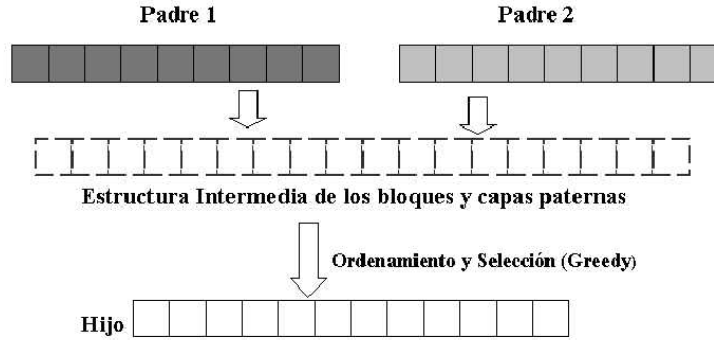 Padre 1
Padre 2
Estructura Intermedia de los bloques y capas paternas
Ordenamiento y Selección (Greedy)
Hijo